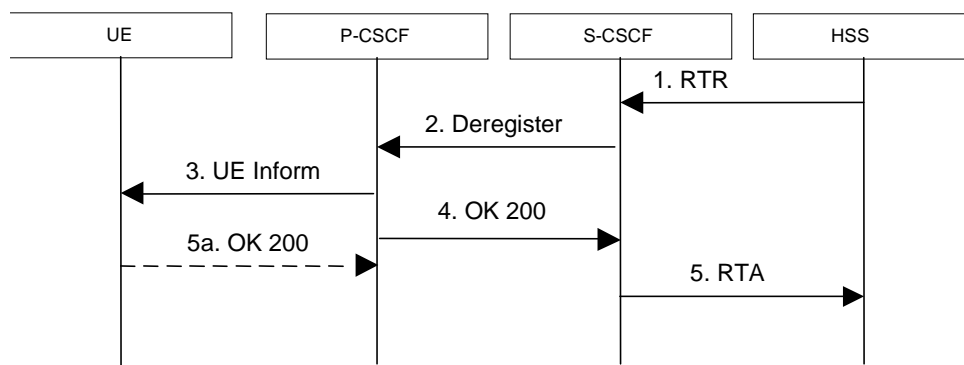 UE
P-CSCF
S-CSCF
HSS
1. RTR
2. Deregister
3. UE Inform
4. OK 200
5a. OK 200
5. RTA